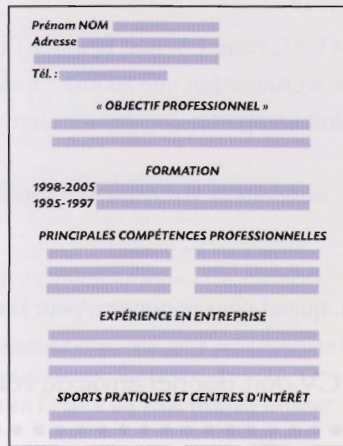 Prénom NOM
Adresse
Tél. :
« OBJECTIF PROFESSIONNEL »
FORMATION
1998-2005
1995-1997
PRINCIPALES COMPÉTENCES PROFESSIONNELLES
EXPÉRIENCE EN ENTREPRISE
SPORTS PRATIQUES ET CENTRES D'INTÉRÊT